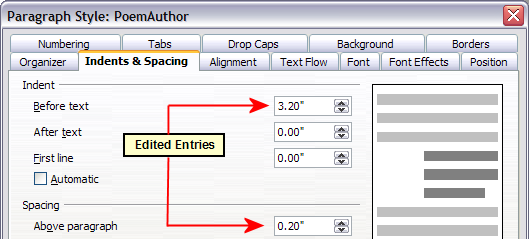 Paragraph Style: PoemAuthor
Numbering Tabs Drop Caps Background Borders
Organizer Indents & Spacing Alignment Text Flow Font Font Effects Position
Indent
Before text 3.20"
After text 0.00"
Edited Entries
First line 0.00"
Automatic
Spacing
Above paragraph 0.20"